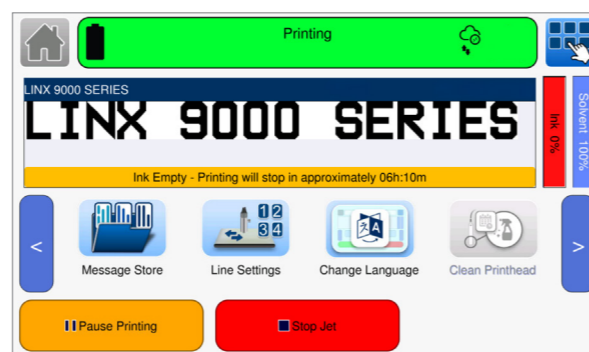 Printing
LINX 9000 SERIES
LINX 9000 SERIES
Ink Empty - Printing will stop in approximately 06h:10m
Ink 0%
Solvent 100%
<
Message Store
1 2
3 4
Line Settings
A
Change Language
Clean Printhead
>
Pause Printing
Stop Jet